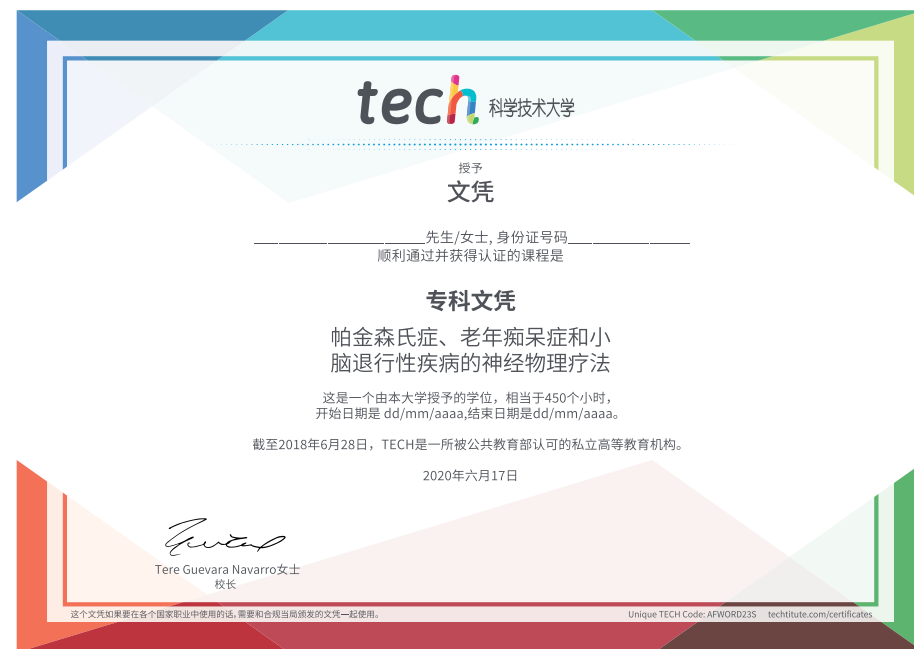 tech 科学技术大学
授予
文凭
________________________先生/女士, 身份证号码_________________
顺利通过并获得认证的课程是
专科文凭
帕金森氏症、老年痴呆症和小
脑退行性疾病的神经物理疗法
这是一个由本大学授予的学位，相当于450个小时，
开始日期是 dd/mm/aaaa,结束日期是dd/mm/aaaa。
截至2018年6月28日，TECH是一所被公共教育部认可的私立高等教育机构。
2020年六月17日
Tere Guevara Navarro女士
校长
这个文凭如果要在各个国家职业中使用的话,需要和合规当局颁发的文凭一起使用。
Unique TECH Code: AFWORD23S techtitute.com/certificates